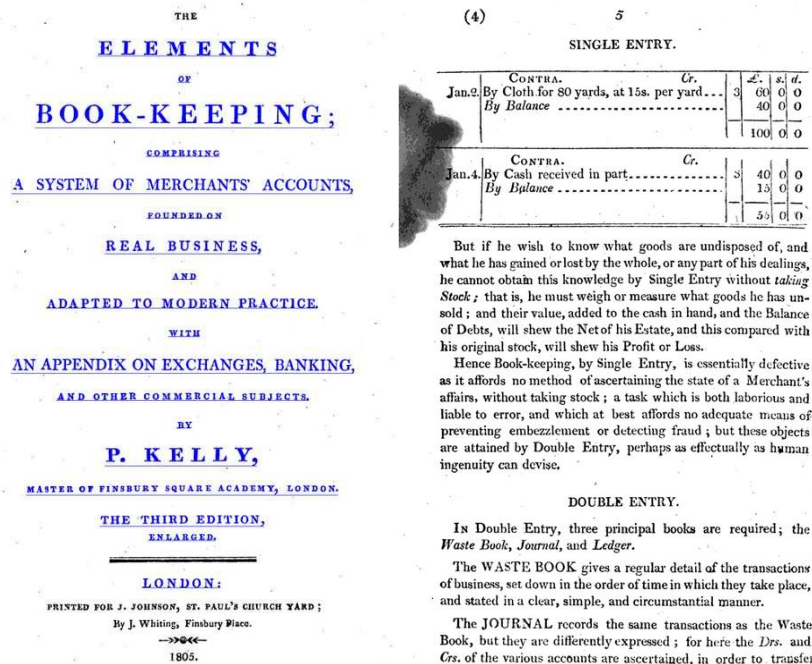 THE
ELEMENTS
OF
BOOK-KEEPING;
COMPRISING
A SYSTEM OF MERCHANTS' ACCOUNTS,
FOUNDED ON
REAL BUSINESS,
AND
ADAPTED TO MODERN PRACTICE.
WITH
AN APPENDIX ON EXCHANGES, BANKING,
AND OTHER COMMERCIAL SUBJECTS.
BY
P. KELLY,
MASTER OF FINSBURY SQUARE ACADEMY, LONDON.
THE THIRD EDITION,
ENLARGED.
LONDON:
PRINTED FOR J. JOHNSON, ST. PAUL'S CHURCH YARD;
By J. Whiting, Finsbury Place.
1805.
(4) 5
SINGLE ENTRY.
CONTRA. Cr. £. s. d.
Jan.2. By Cloth for 80 yards, at 15s. per yard... 3 60 0 0
By Balance ........................ 40 0 0
100 0 0
CONTRA. Cr.
Jan.4. By Cash received in part.................. 3 40 0 0
By Balance ........................ 15 0 0
55 0 0
But if he wish to know what goods are undisposed of, and
what he has gained or lost by the whole, or any part of his dealings,
he cannot obtain this knowledge by Single Entry without taking
Stock; that is, he must weigh or measure what goods he has un-
sold; and their value, added to the cash in hand, and the Balance
of Debts, will shew the Net of his Estate, and this compared with
his original stock, will shew his Profit or Loss.
Hence Book-keeping, by Single Entry, is essentially defective
as it affords no method of ascertaining the state of a Merchant's
affairs, without taking stock; a task which is both laborious and
liable to error, and which at best affords no adequate means of
preventing embezzlement or detecting fraud; but these objects
are attained by Double Entry, perhaps as effectually as human
ingenuity can devise.
DOUBLE ENTRY.
IN Double Entry, three principal books are required; the
Waste Book, Journal, and Ledger.
The WASTE BOOK gives a regular detail of the transactions
of business, set down in the order of time in which they take place,
and stated in a clear, simple, and circumstantial manner.
The JOURNAL records the same transactions as the Waste
Book, but they are differently expressed; for here the Drs. and
Crs. of the various accounts are ascertained, in order to transfer